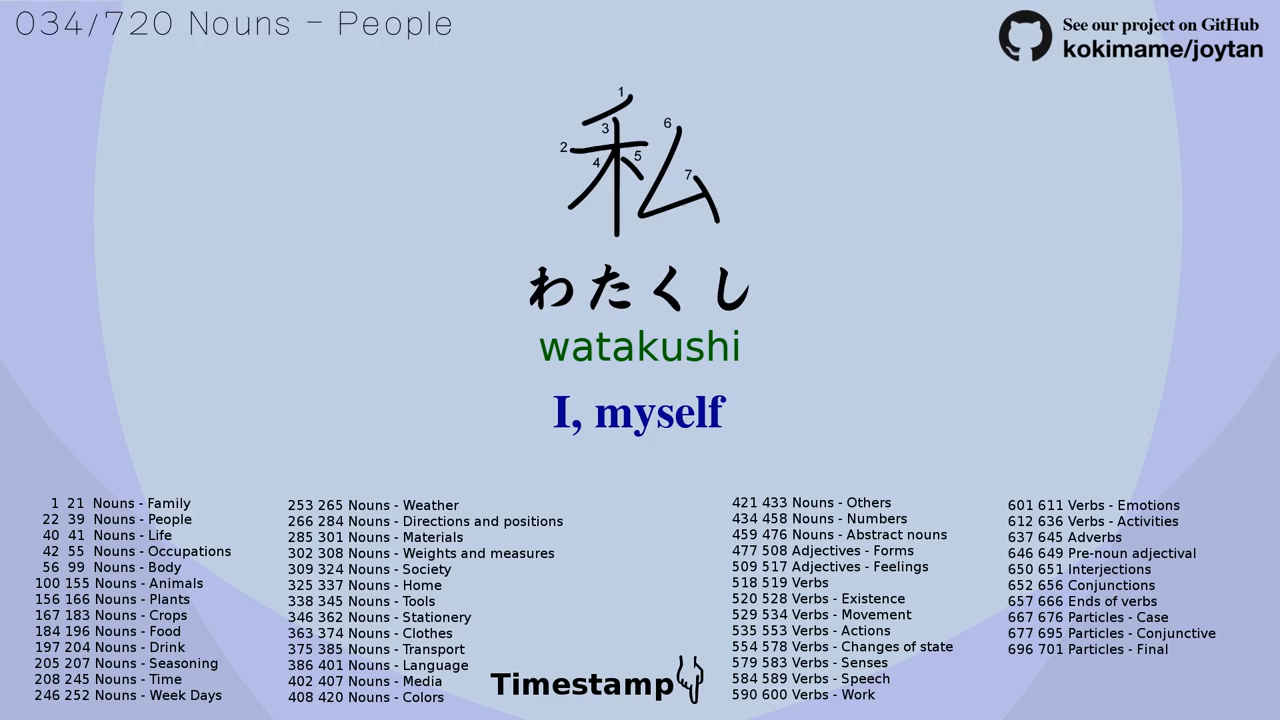 034/720 Nouns - People
See our project on GitHub
kokimame/joytan
私
1
2
3
4
5
6
7
わたくし
watakushi
I, myself
1 21 Nouns - Family
22 39 Nouns - People
40 41 Nouns - Life
42 55 Nouns - Occupations
56 99 Nouns - Body
100 155 Nouns - Animals
156 166 Nouns - Plants
167 183 Nouns - Crops
184 196 Nouns - Food
197 204 Nouns - Drink
205 207 Nouns - Seasoning
208 245 Nouns - Time
246 252 Nouns - Week Days
253 265 Nouns - Weather
266 284 Nouns - Directions and positions
285 301 Nouns - Materials
302 308 Nouns - Weights and measures
309 324 Nouns - Society
325 337 Nouns - Home
338 345 Nouns - Tools
346 362 Nouns - Stationery
363 374 Nouns - Clothes
375 385 Nouns - Transport
386 401 Nouns - Language
402 407 Nouns - Media
408 420 Nouns - Colors
Timestamp
421 433 Nouns - Others
434 458 Nouns - Numbers
459 476 Nouns - Abstract nouns
477 508 Adjectives - Forms
509 517 Adjectives - Feelings
518 519 Verbs
520 528 Verbs - Existence
529 534 Verbs - Movement
535 553 Verbs - Actions
554 578 Verbs - Changes of state
579 583 Verbs - Senses
584 589 Verbs - Speech
590 600 Verbs - Work
601 611 Verbs - Emotions
612 636 Verbs - Activities
637 645 Adverbs
646 649 Pre-noun adjectival
650 651 Interjections
652 656 Conjunctions
657 666 Ends of verbs
667 676 Particles - Case
677 695 Particles - Conjunctive
696 701 Particles - Final